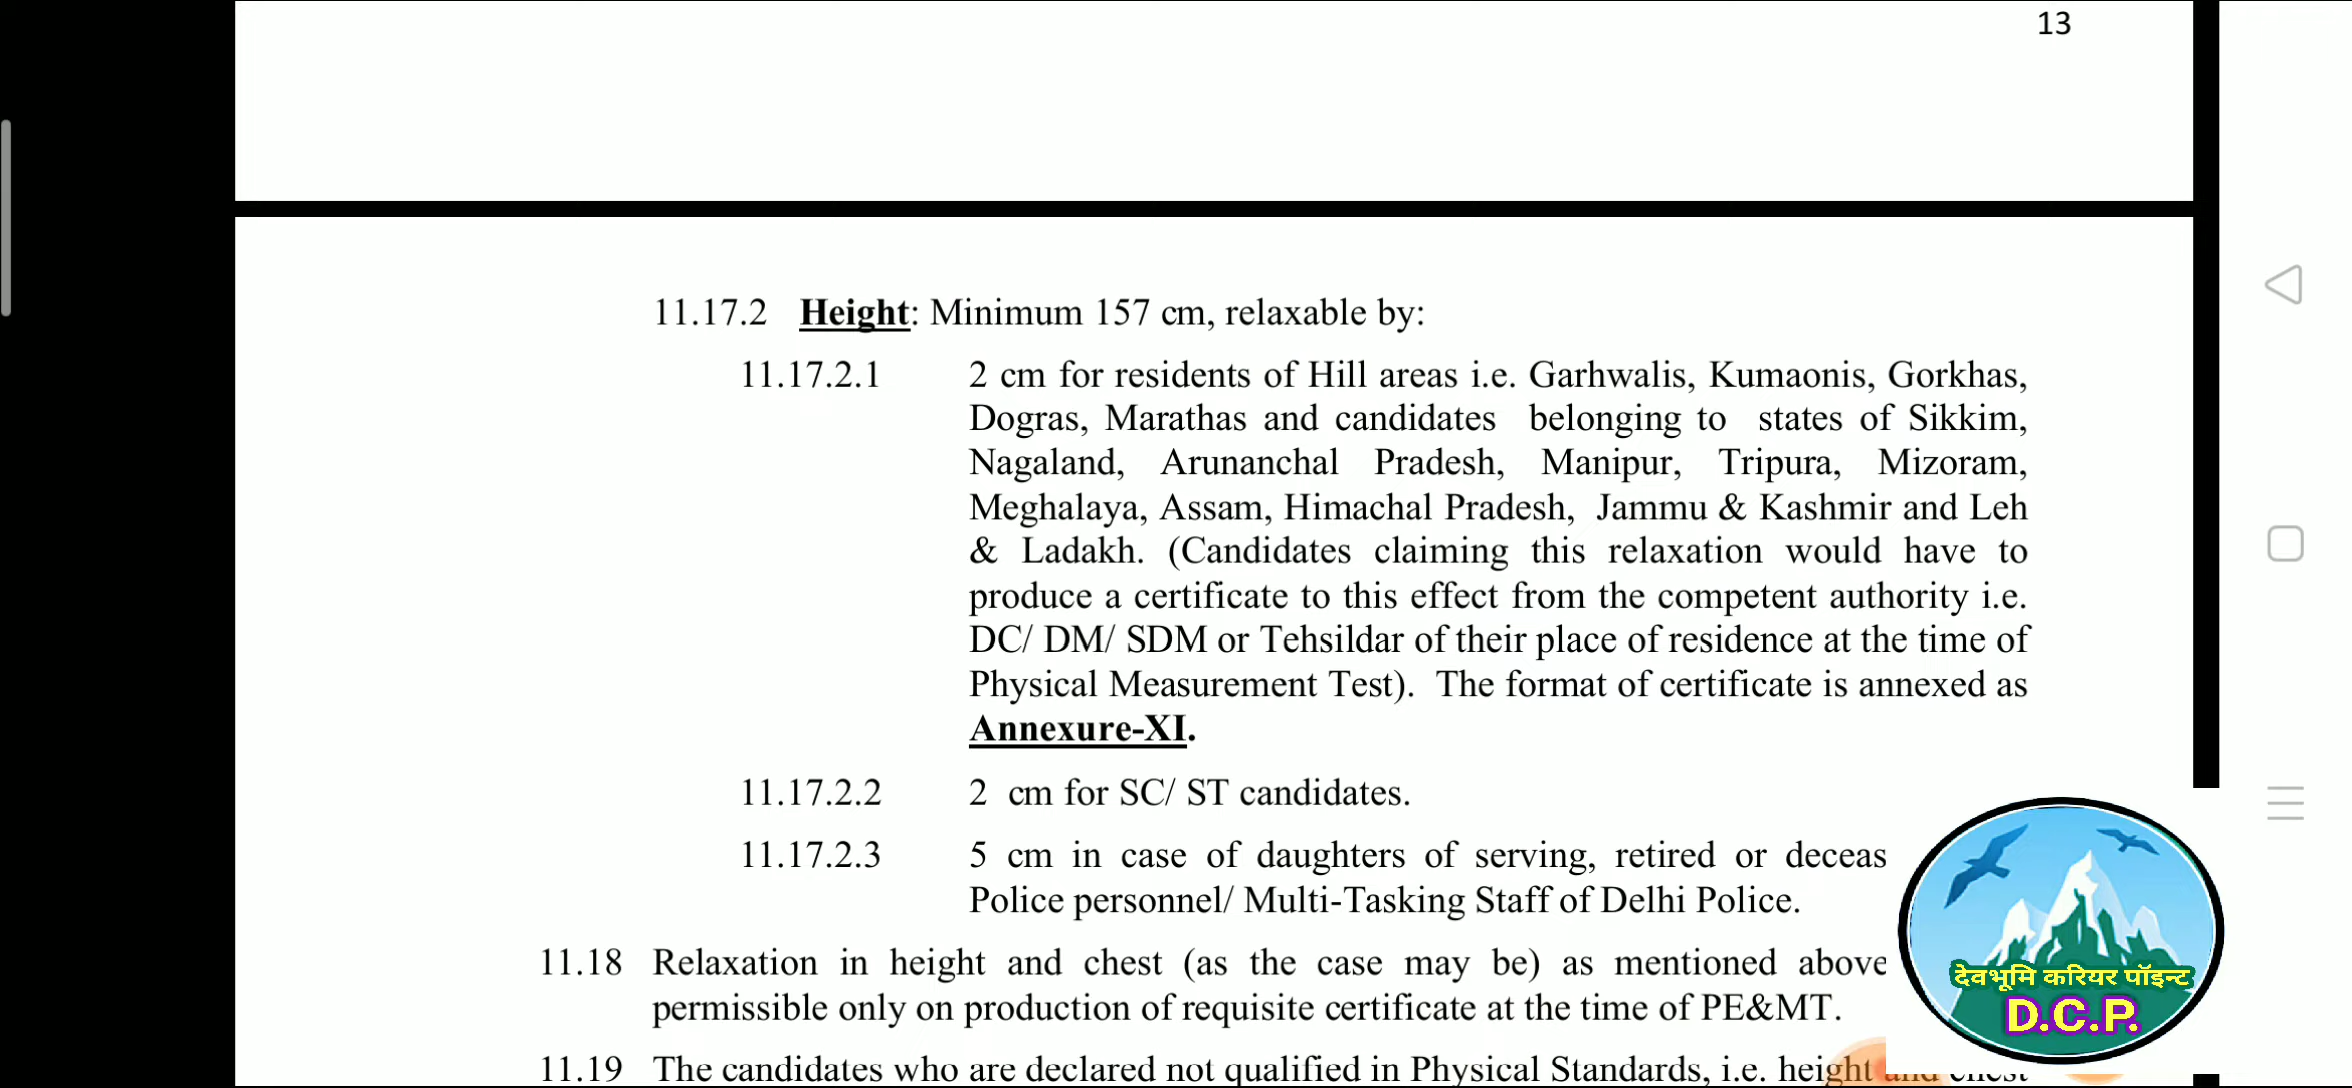 13
11.17.2 Height: Minimum 157 cm, relaxable by:
11.17.2.1 2 cm for residents of Hill areas i.e. Garhwalis, Kumaonis, Gorkhas,
Dogras, Marathas and candidates belonging to states of Sikkim,
Nagaland, Arunanchal Pradesh, Manipur, Tripura, Mizoram,
Meghalaya, Assam, Himachal Pradesh, Jammu & Kashmir and Leh
& Ladakh. (Candidates claiming this relaxation would have to
produce a certificate to this effect from the competent authority i.e.
DC/ DM/ SDM or Tehsildar of their place of residence at the time of
Physical Measurement Test). The format of certificate is annexed as
Annexure-XI.
11.17.2.2 2 cm for SC/ ST candidates.
11.17.2.3 5 cm in case of daughters of serving, retired or deceas
Police personnel/ Multi-Tasking Staff of Delhi Police.
11.18 Relaxation in height and chest (as the case may be) as mentioned above
permissible only on production of requisite certificate at the time of PE&MT.
11.19 The candidates who are declared not qualified in Physical Standards, i.e. height and chest
देवभूमि करियर पॉइन्ट
D.C.P.